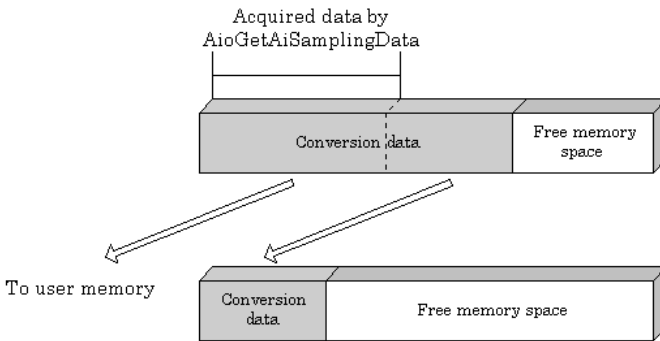 Acquired data by
AioGetAiSamplingData
Conversion data
Free memory
space
To user memory
Conversion
data
Free memory space